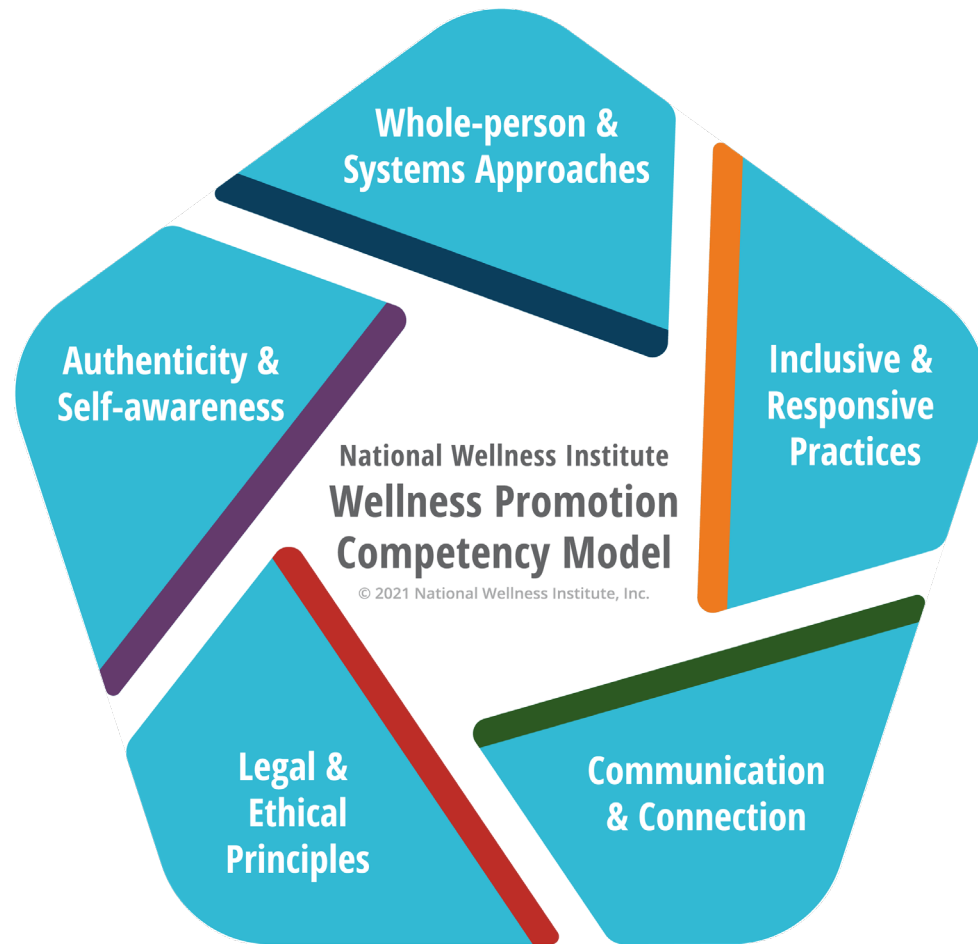 Whole-person &
Systems Approaches
Inclusive &
Responsive
Practices
Authenticity &
Self-awareness
National Wellness Institute
Wellness Promotion
Competency Model
© 2021 National Wellness Institute, Inc.
Legal &
Ethical
Principles
Communication
& Connection